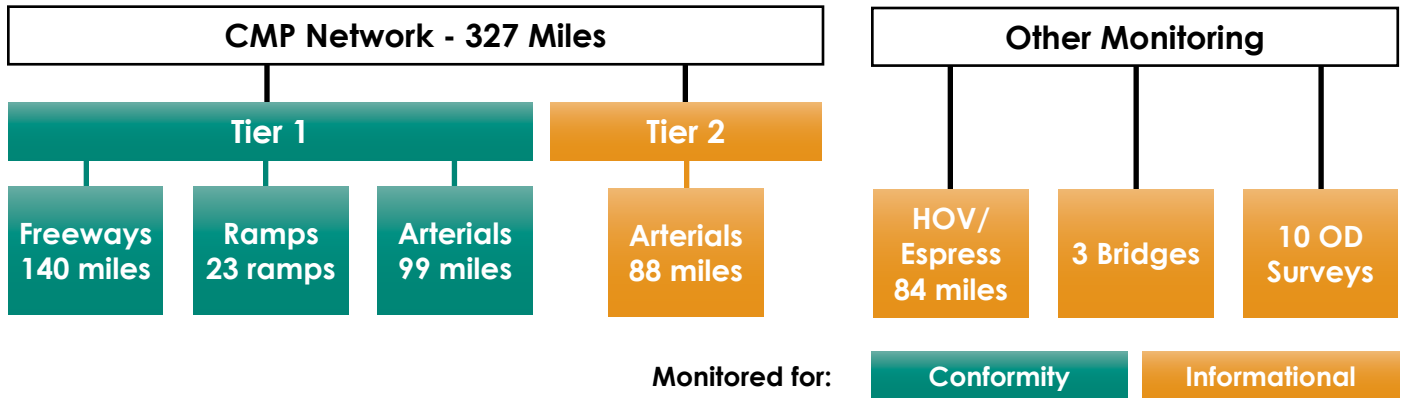 CMP Network - 327 Miles
Other Monitoring
Tier 1
Tier 2
Freeways
140 miles
Ramps
23 ramps
Arterials
99 miles
Arterials
88 miles
HOV/
Espress
84 miles
3 Bridges
10 OD
Surveys
Monitored for:
Conformity
Informational